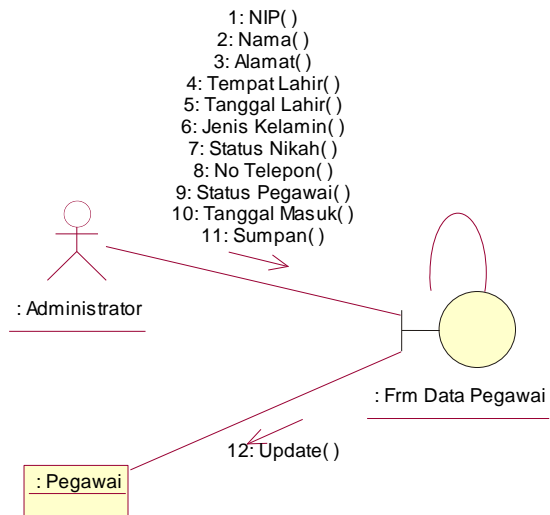 1: NIP( )
2: Nama( )
3: Alamat( )
4: Tempat Lahir( )
5: Tanggal Lahir( )
6: Jenis Kelamin( )
7: Status Nikah( )
8: No Telepon( )
9: Status Pegawai( )
10: Tanggal Masuk( )
11: Sumpan( )
: Administrator
: Frm Data Pegawai
12: Update( )
: Pegawai